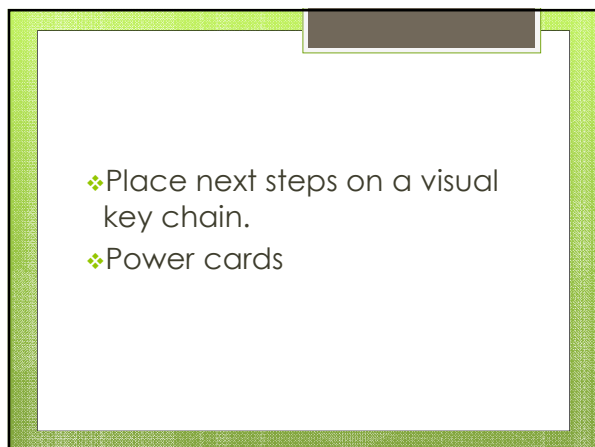 ❖Place next steps on a visual
key chain.
❖Power cards